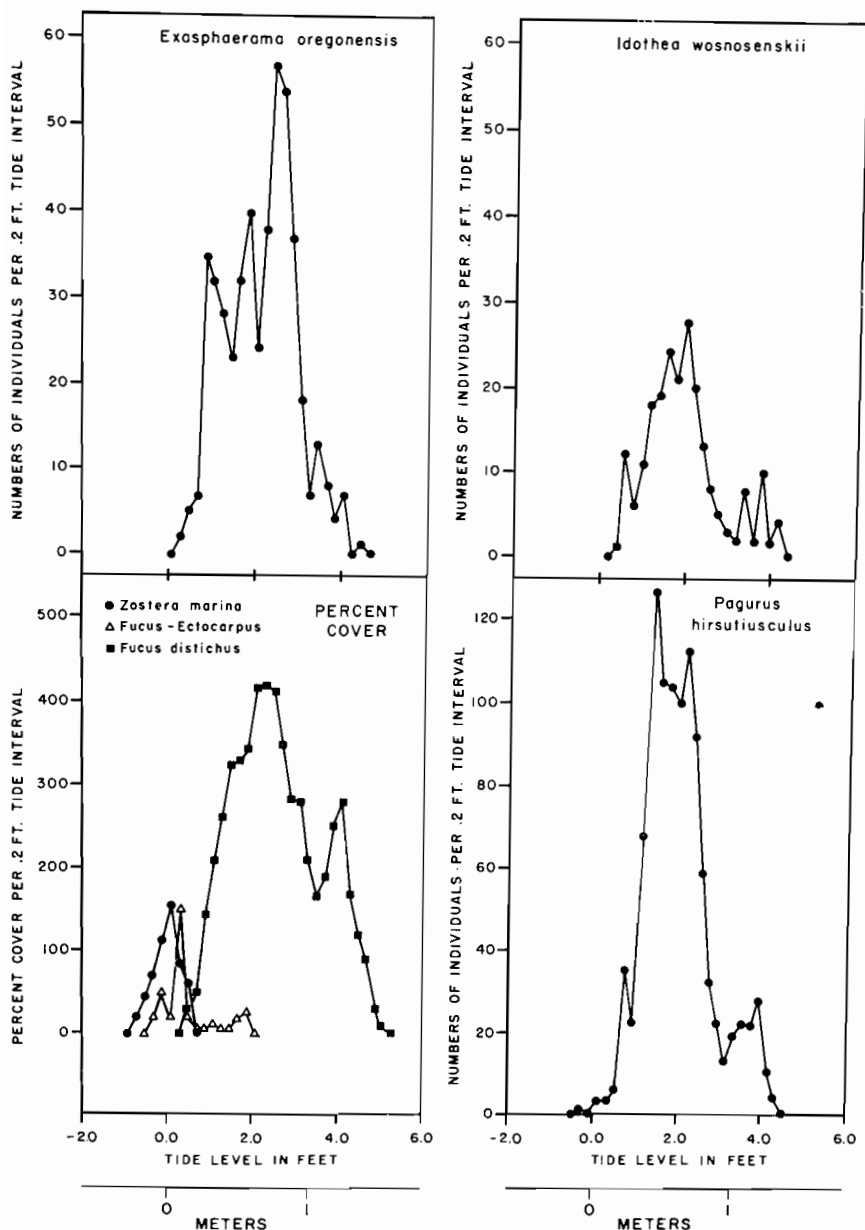 Exasphaerama oregonensis
NUMBERS OF INDIVIDUALS PER .2 FT. TIDE INTERVAL
60
50
40
30
20
10
0
Idothea wosnosenskii
NUMBERS OF INDIVIDUALS PER .2 FT. TIDE INTERVAL
60
50
40
30
20
10
0
PERCENT
COVER
Zostera marina
Fucus-Ectocarpus
Fucus distichus
PERCENT COVER PER .2 FT. TIDE INTERVAL
500
400
300
200
100
0
-2.0 0.0 2.0 4.0 6.0
TIDE LEVEL IN FEET
0 1
METERS
Pagurus
hirsutiusculus
NUMBERS OF INDIVIDUALS PER .2 FT. TIDE INTERVAL
120
100
80
60
40
20
0
-2.0 0.0 2.0 4.0 6.0
TIDE LEVEL IN FEET
0 1
METERS